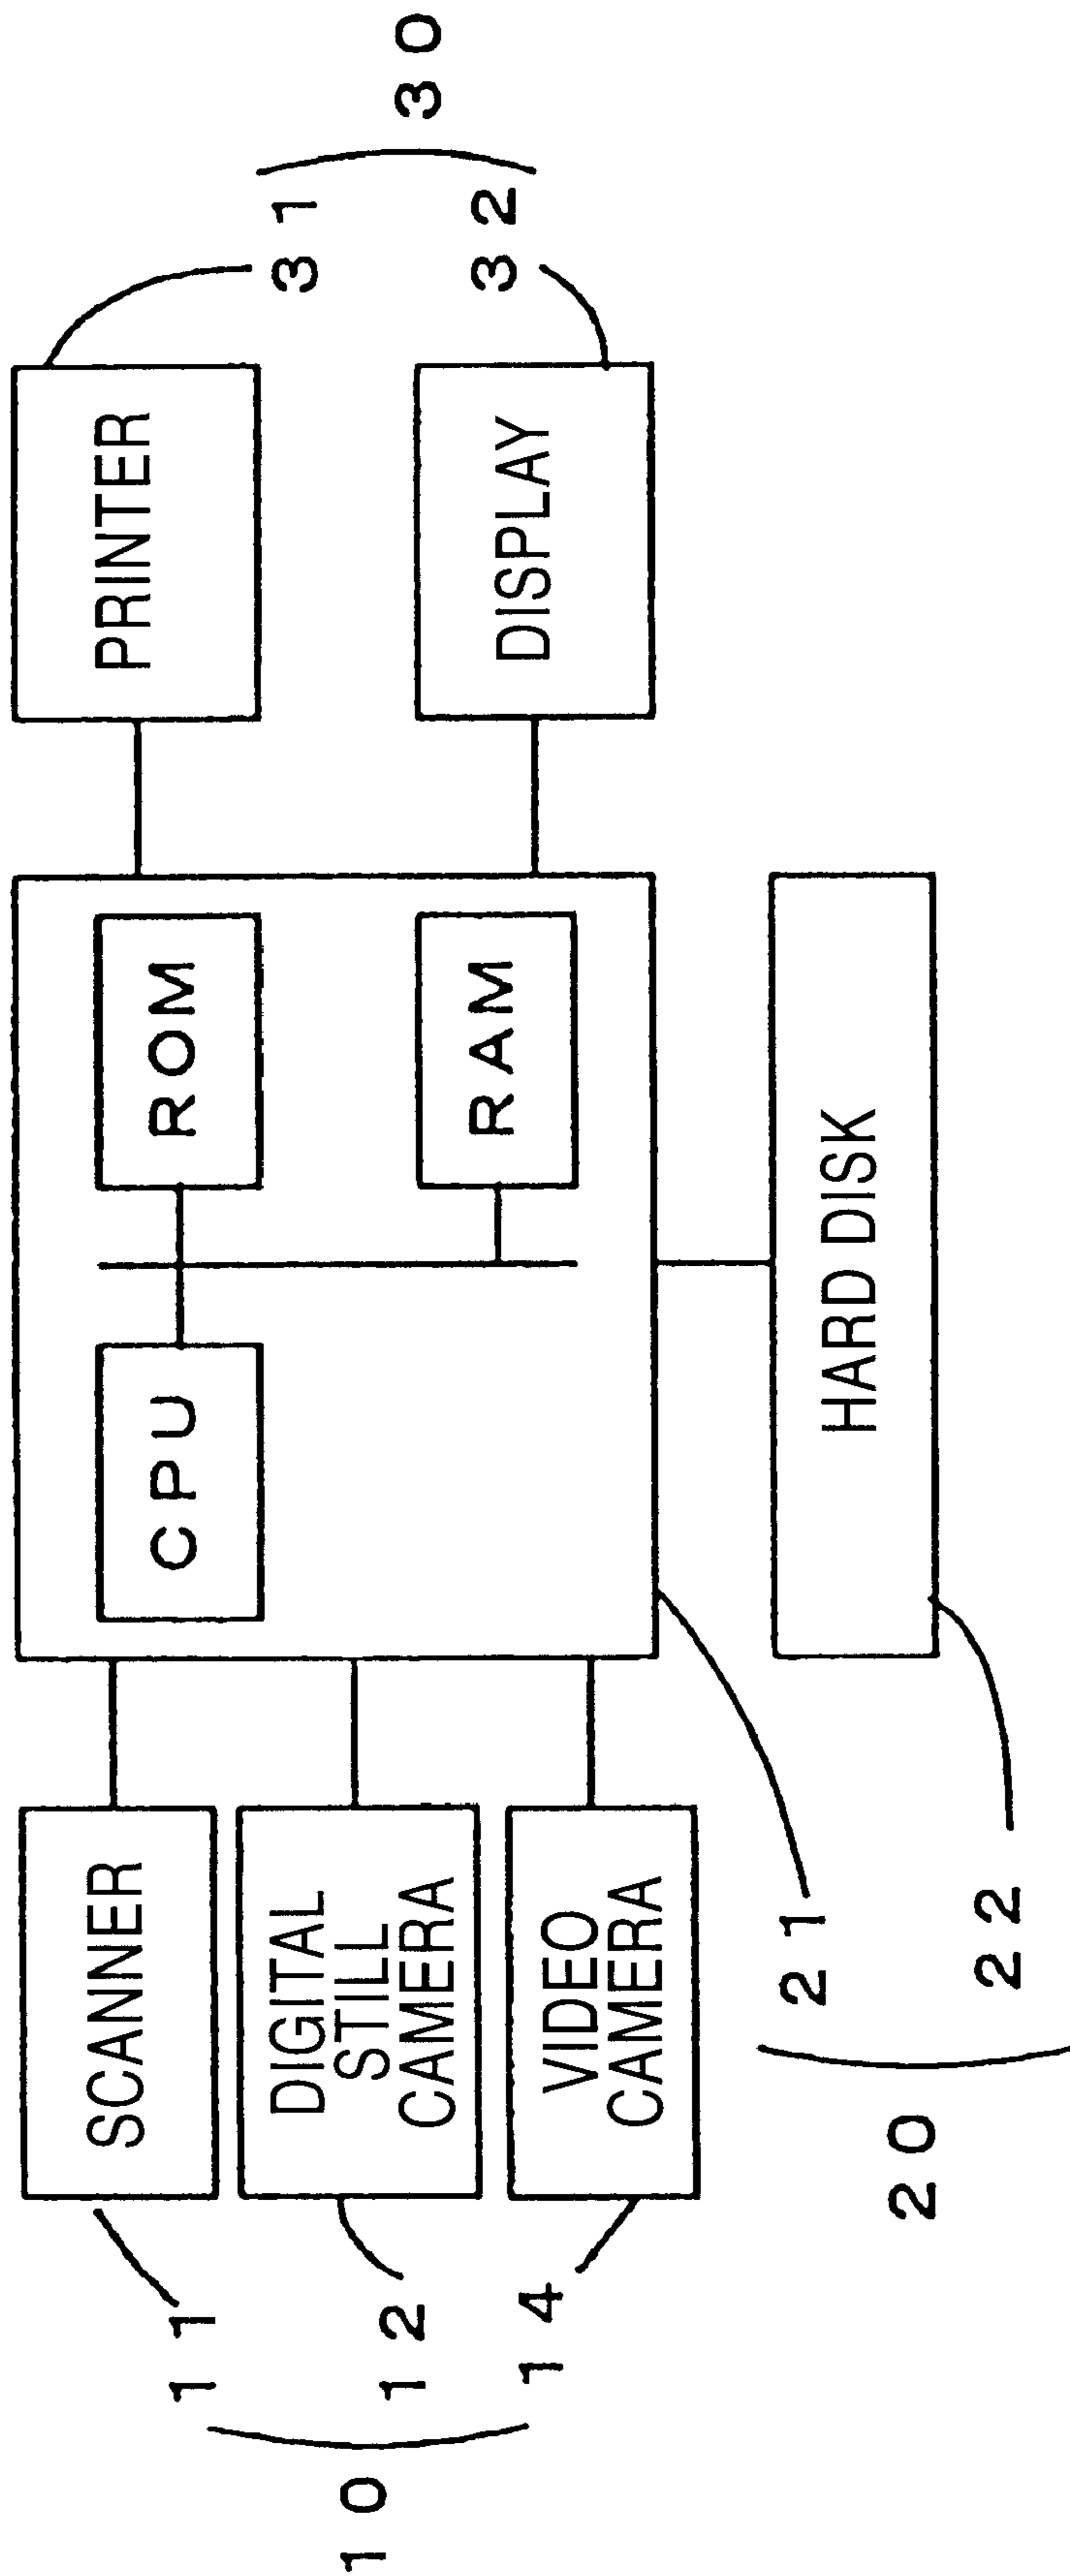 10
11
12
14
SCANNER
DIGITAL
STILL
CAMERA
VIDEO
CAMERA
20
21
22
CPU
ROM
RAM
HARD DISK
PRINTER
DISPLAY
31
32
30